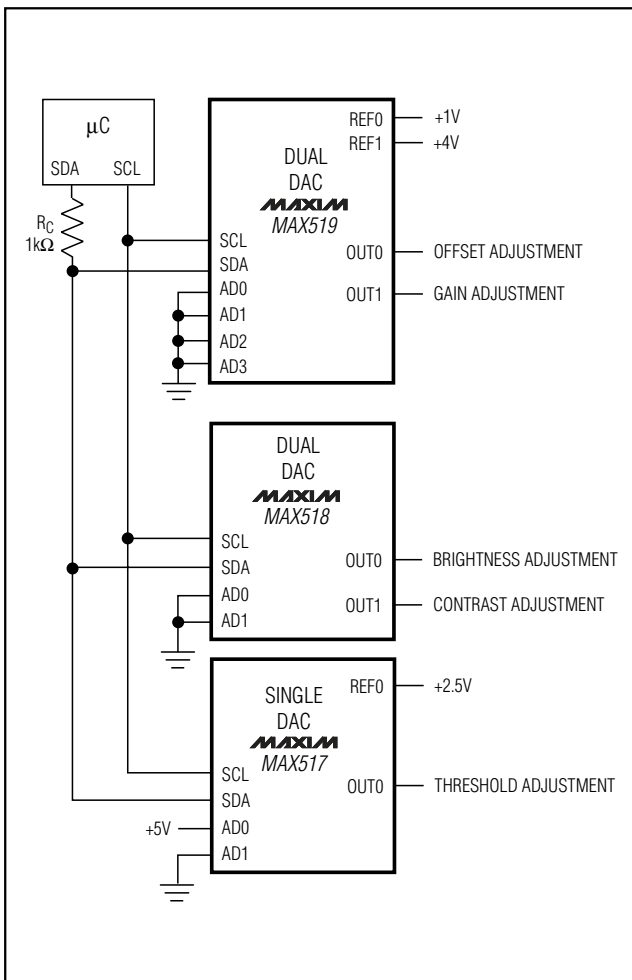 μC
SDA SCL
RC
1kΩ
DUAL
DAC
MAXIM
MAX519
REF0 +1V
REF1 +4V
SCL
SDA
AD0
AD1
AD2
AD3
OUT0 OFFSET ADJUSTMENT
OUT1 GAIN ADJUSTMENT
DUAL
DAC
MAXIM
MAX518
SCL
SDA
AD0
AD1
OUT0 BRIGHTNESS ADJUSTMENT
OUT1 CONTRAST ADJUSTMENT
SINGLE
DAC
MAXIM
MAX517
REF0 +2.5V
SCL
SDA
+5V AD0
AD1
OUT0 THRESHOLD ADJUSTMENT